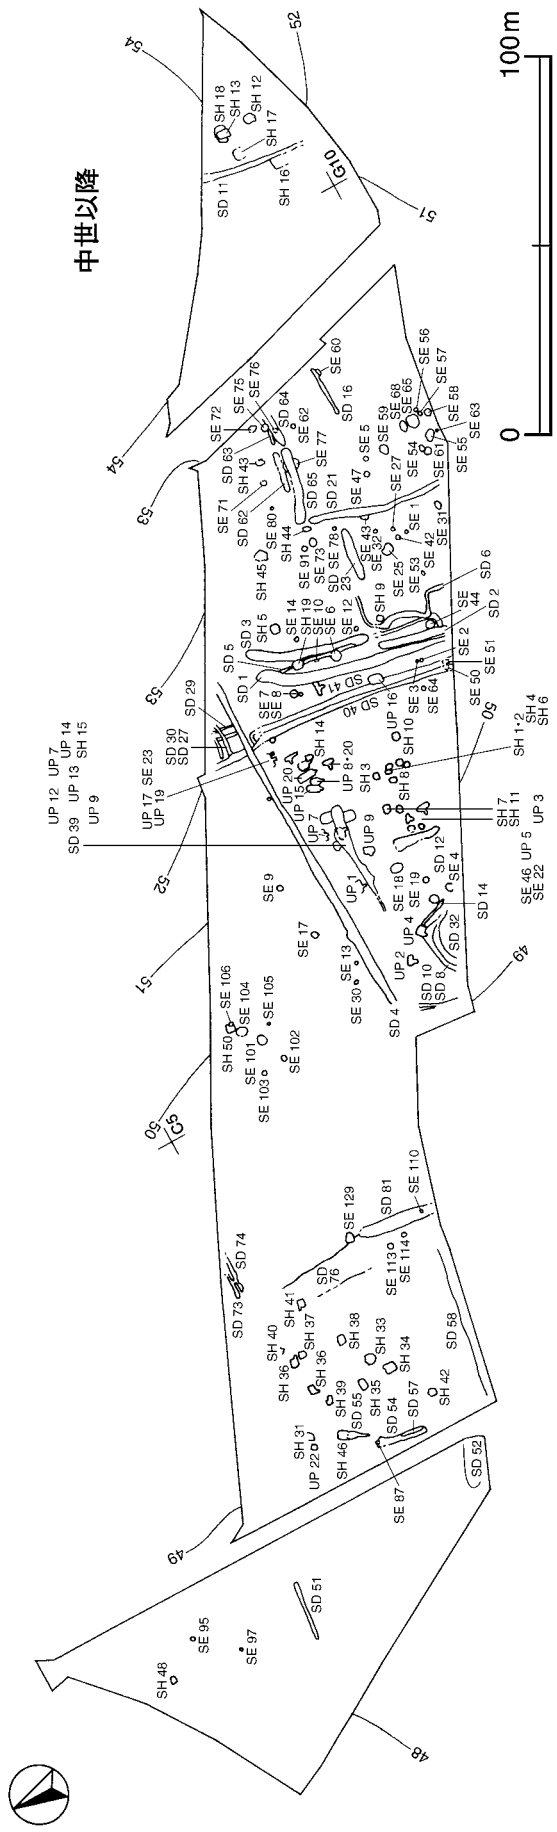 中世以降
100m
0
54
52
SH 18
SH 13
SH 12
SH 17
SD 11
SH 16
G10
51
54
53
SE 60
SD 16
SE 72
SE 75
SE 76
SD 64
SE 62
SD 63
SH 43
SE 71
SD 62
SE 77
SD 65
SD 21
SE 56
SE 57
SE 68
SE 65
SE 58
SE 63
SE 59
SE 55
SE 54
SE 61
SE 5
SE 47
SE 27
SE 80
SH 44
SE 91
SE 73
SE 78
SD
23
SE 43
SE 32
SE 1
SE 31
SE 42
SE 25
SE 53
SH 45
SD 6
SH 9
SE 44
SD 2
SH 5
SD 3
SE 14
SH 19
SE 10
SE 6
SE 12
SD 5
SD 1
SE 7
SE 8
SD 41
SD 40
UP 16
SE 3
SE 64
SE 2
SE 51
SE 50
50
53
SD 29
SD 30
SD 27
SE 23
UP 17
UP 19
UP 14
SH 15
UP 7
UP 13
UP 9
UP 12
SD 39
SH 14
UP 20
UP 8・20
UP 15
SH 3
SH 10
SH 8
SH 1・2
SH 4
SH 6
SH 7
SH 11
UP 3
UP 7
UP 9
UP 1
SE 18
SE 19
SD 12
SE 4
UP 5
SE 46
SE 22
SD 14
UP 4
SD 32
UP 2
SD 10
SD 8
49
52
51
SE 9
SE 17
SE 13
SE 30
SD 4
SE 106
SE 104
SE 105
SH 50
SE 101
SE 102
SE 103
50
C5
SE 129
SD 81
SE 110
SD 76
SE 113
SE 114
SD 74
SD 73
SH 41
SH 40
SH 37
SH 36
SH 36
SH 38
SH 33
SH 34
SH 39
SH 35
SD 55
SD 54
SD 57
SD 58
SH 42
SH 31
UP 22
SH 46
SE 87
SD 52
49
SD 51
SE 95
SE 97
SH 48
48